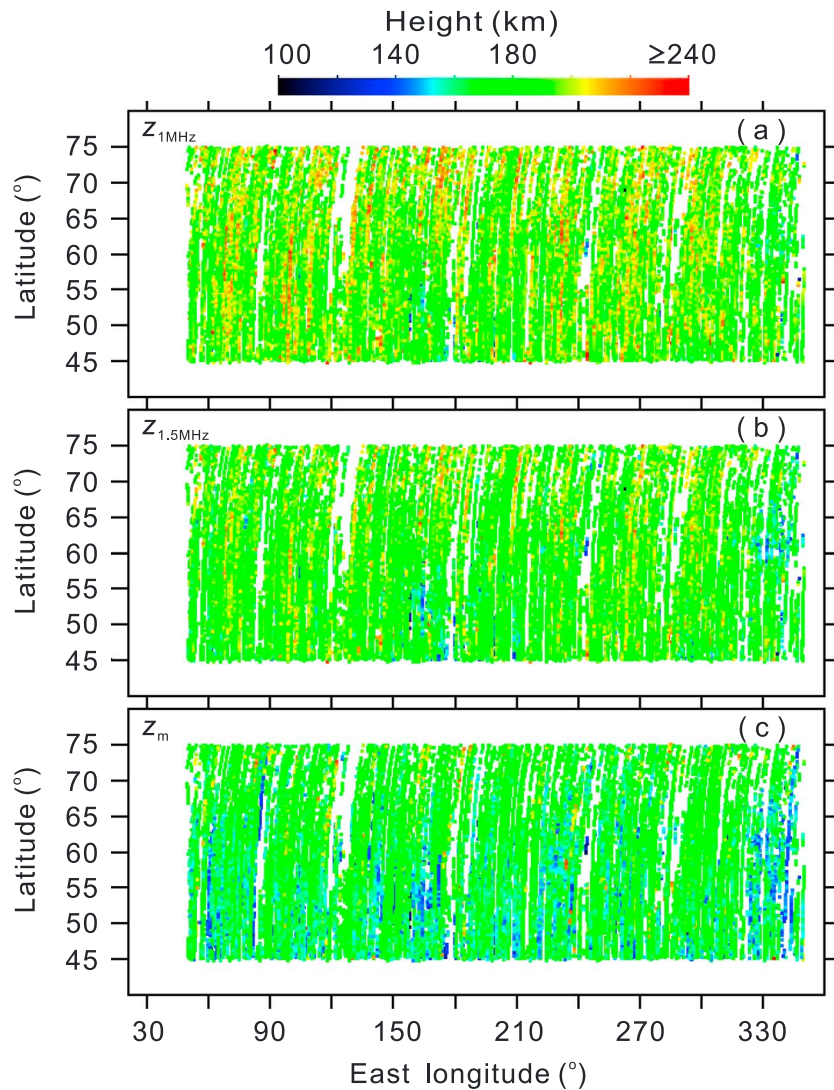 Height (km)
100 140 180 ≥240
z1MHz (a)
75
70
65
60
55
50
45
Latitude (°)
z1.5MHz (b)
75
70
65
60
55
50
45
Latitude (°)
zm (c)
75
70
65
60
55
50
45
Latitude (°)
30 90 150 210 270 330
East longitude (°)